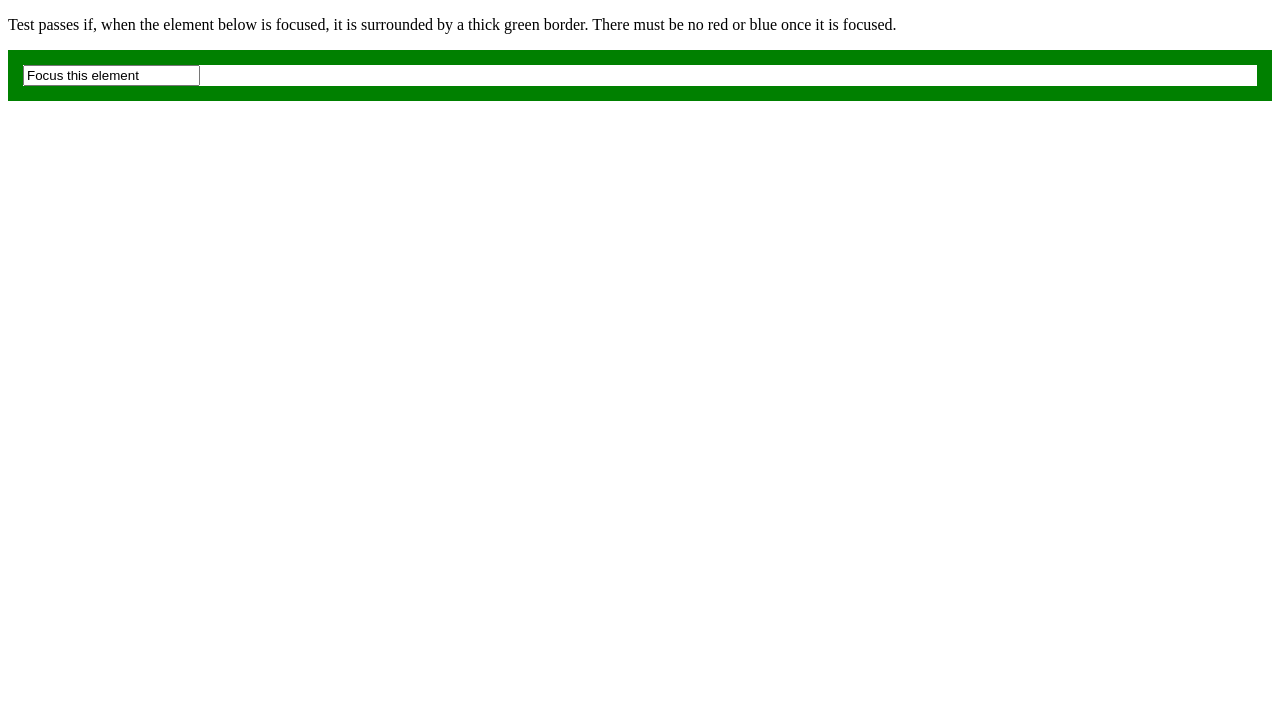 Test passes if, when the element below is focused, it is surrounded by a thick green border. There must be no red or blue once it is focused.
Focus this element